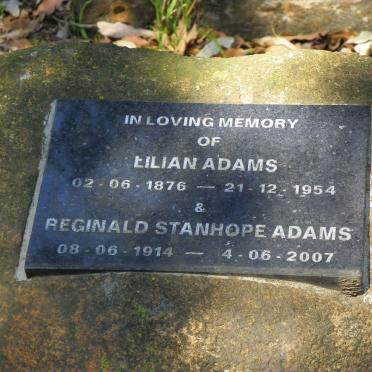 IN LOVING MEMORY
OF
LILIAN ADAMS
02 - 06 - 1876 — 21 - 12 - 1954
&
REGINALD STANHOPE ADAMS
08 - 06 - 1914 — 4 - 06 - 2007